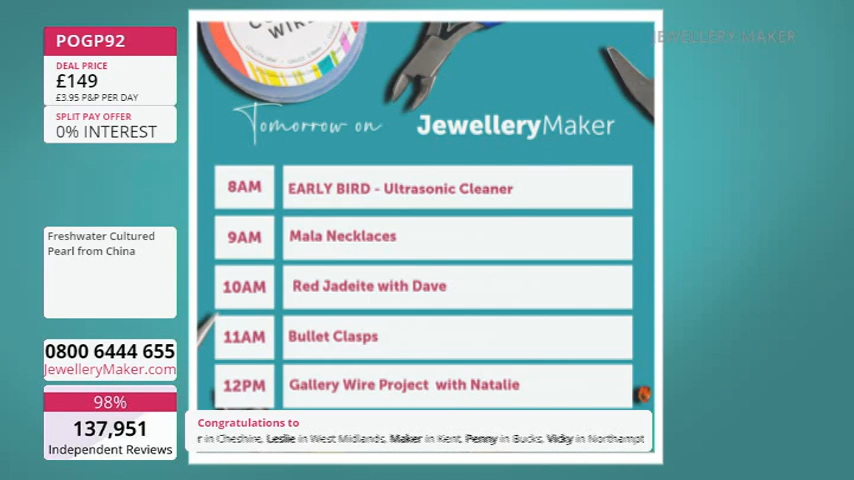 POGP92
DEAL PRICE
£149
£3.95 P&P PER DAY
SPLIT PAY OFFER
0% INTEREST
Freshwater Cultured
Pearl from China
0800 6444 655
JewelleryMaker.com
98%
137,951
Independent Reviews
JEWELLERY MAKER
WIRE
Tomorrow on JewelleryMaker
8AM EARLY BIRD - Ultrasonic Cleaner
9AM Mala Necklaces
10AM Red Jadeite with Dave
11AM Bullet Clasps
12PM Gallery Wire Project with Natalie
Congratulations to
r in Cheshire, Leslie in West Midlands, Maker in Kent, Penny in Bucks, Vicky in Northampt